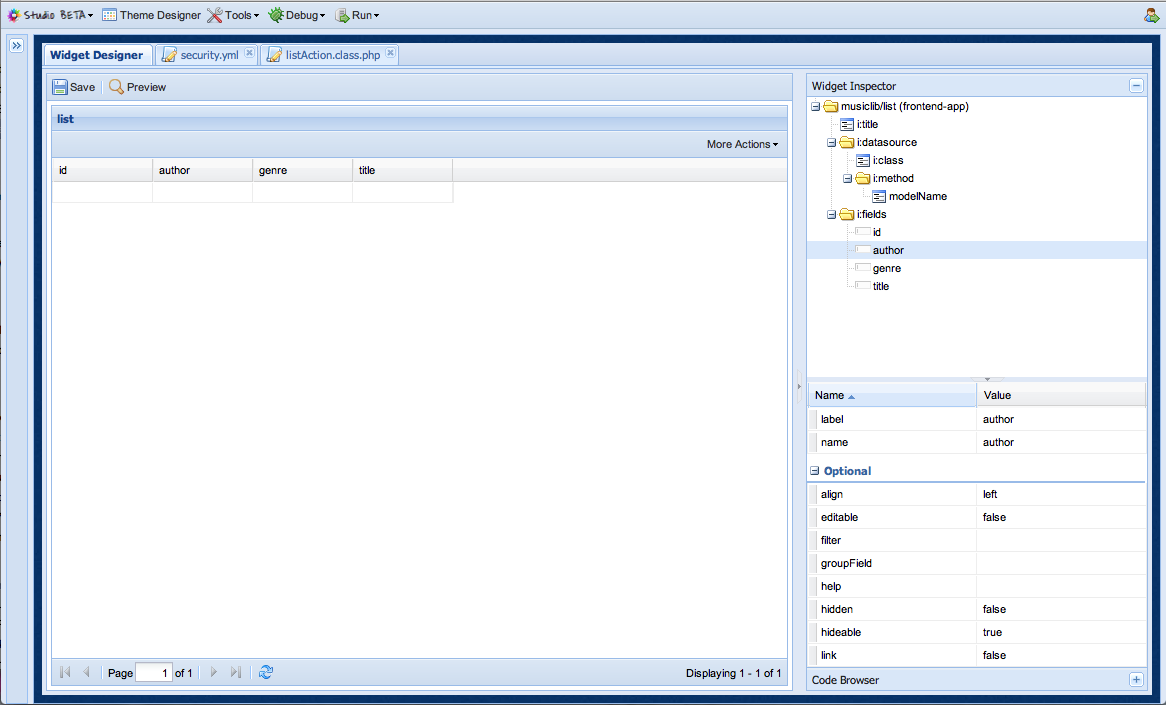 Studio BETA Theme Designer Tools Debug Run
Widget Designer security.yml listAction.class.php
Save Preview
list
More Actions
id author genre title
Page 1 of 1 Displaying 1 - 1 of 1
Widget Inspector
musiclib/list (frontend-app)
i:title
i:datasource
i:class
i:method
modelName
i:fields
id
author
genre
title
Name Value
label author
name author
Optional
align left
editable false
filter
groupField
help
hidden false
hideable true
link false
Code Browser